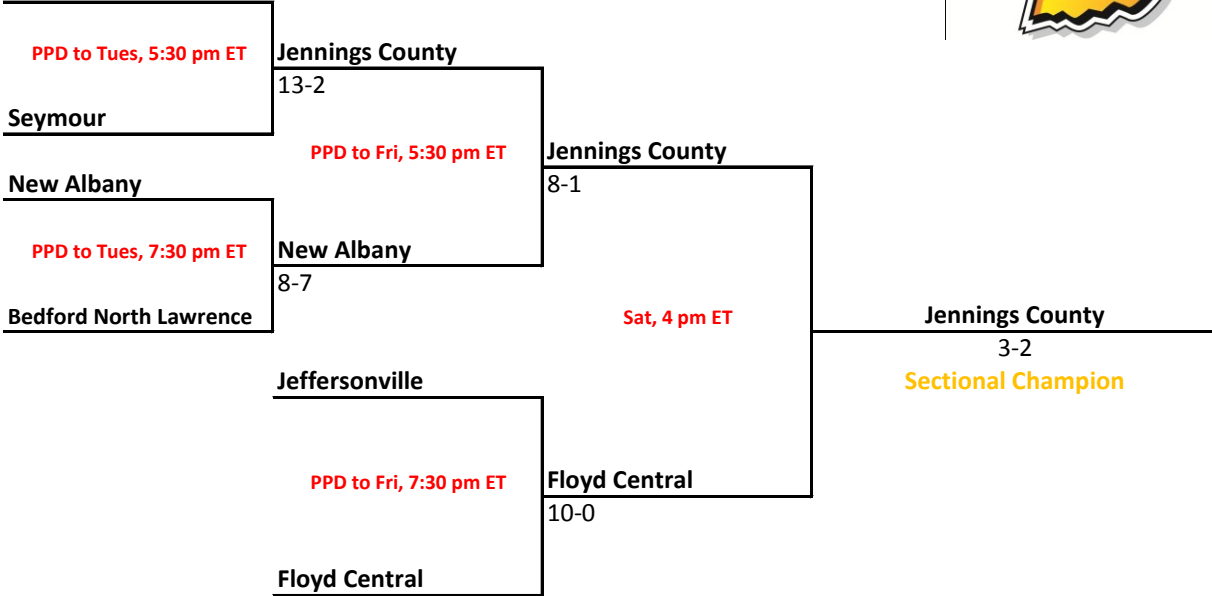 PPD to Tues, 5:30 pm ET
Jennings County
13-2
Seymour
PPD to Fri, 5:30 pm ET
Jennings County
8-1
New Albany
PPD to Tues, 7:30 pm ET
New Albany
8-7
Bedford North Lawrence
Sat, 4 pm ET
Jennings County
3-2
Sectional Champion
Jeffersonville
PPD to Fri, 7:30 pm ET
Floyd Central
10-0
Floyd Central